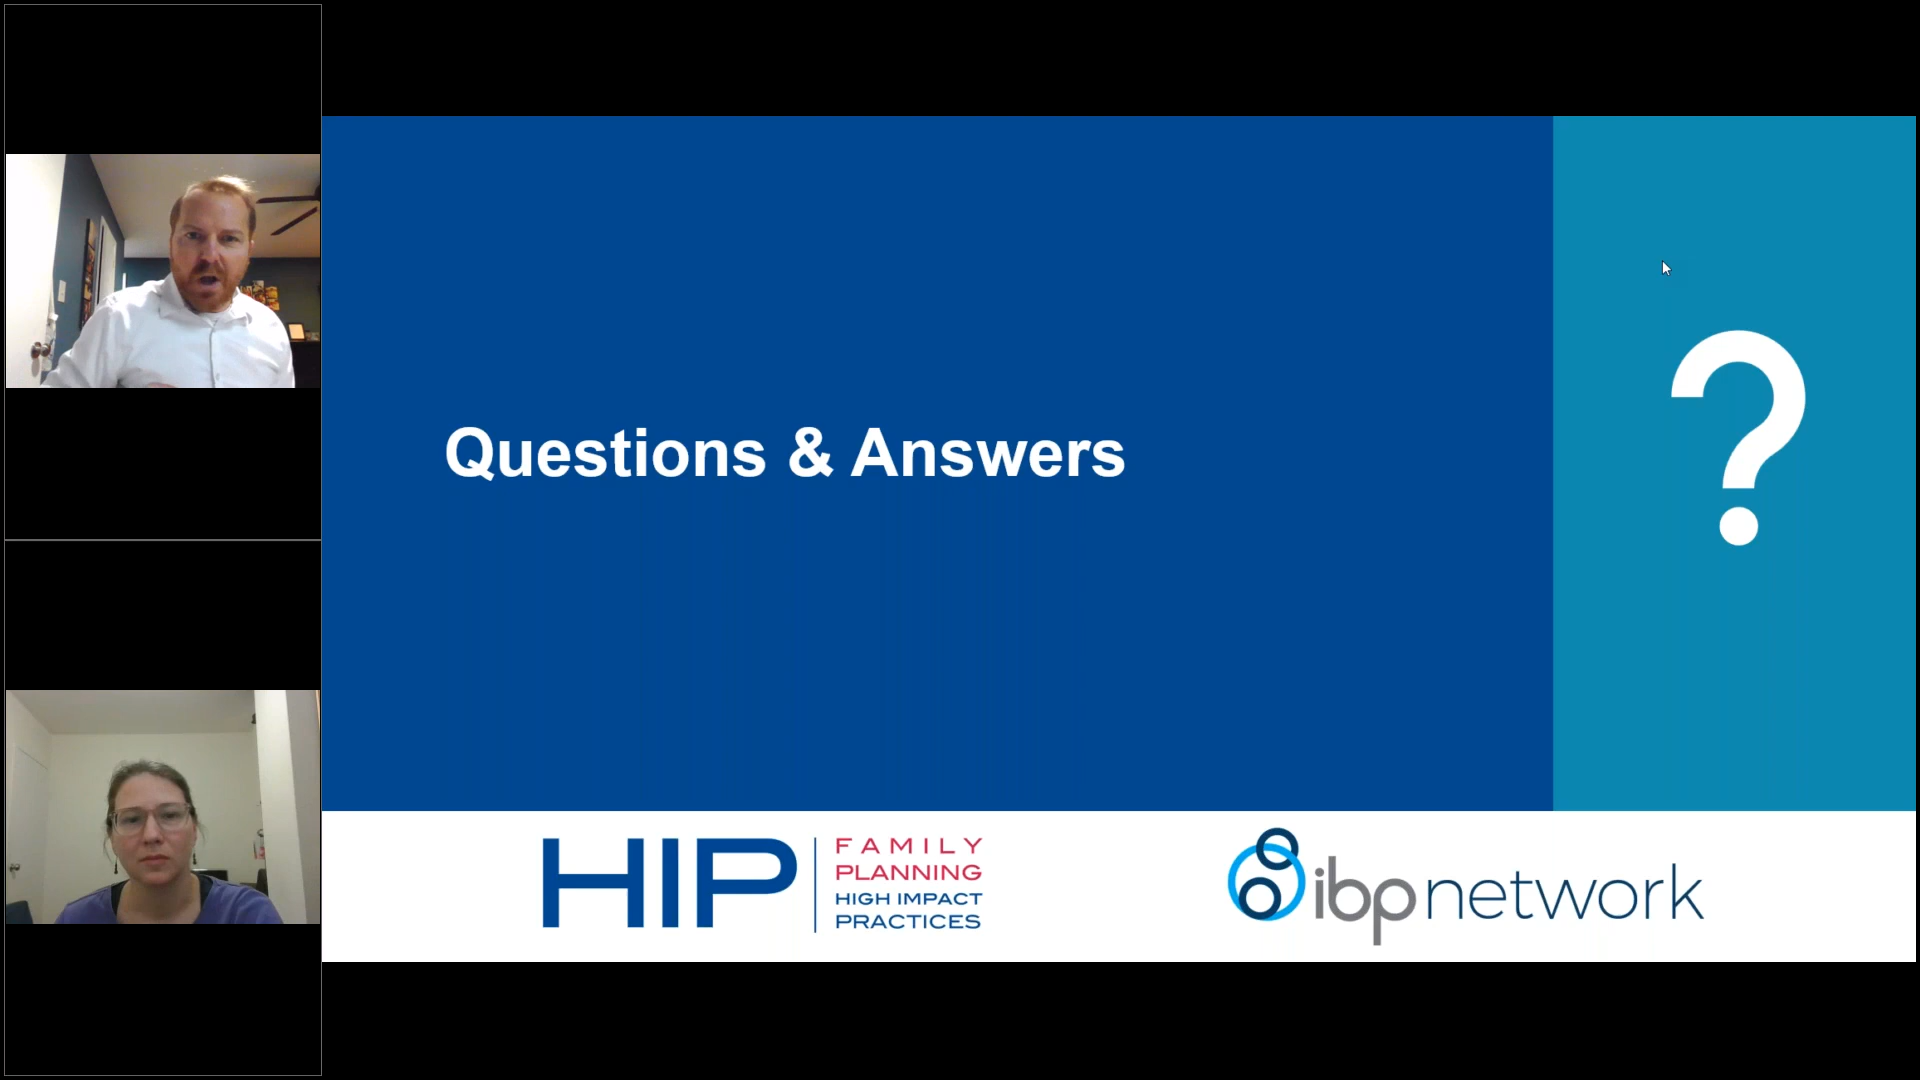 Questions & Answers
?
HIP
FAMILY
PLANNING
HIGH IMPACT
PRACTICES
ibpnetwork